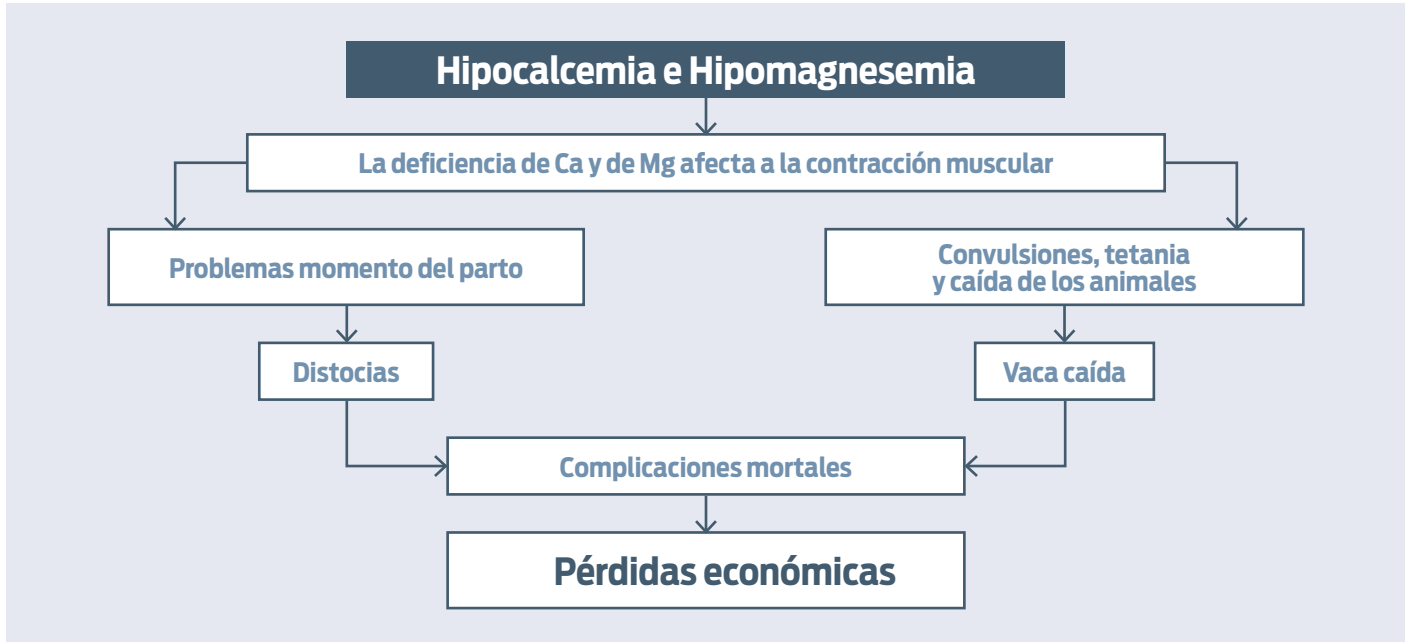 Hipocalcemia e Hipomagnesemia
La deficiencia de Ca y de Mg afecta a la contracción muscular
Problemas momento del parto
Convulsiones, tetania
y caída de los animales
Distocias
Vaca caída
Complicaciones mortales
Pérdidas económicas